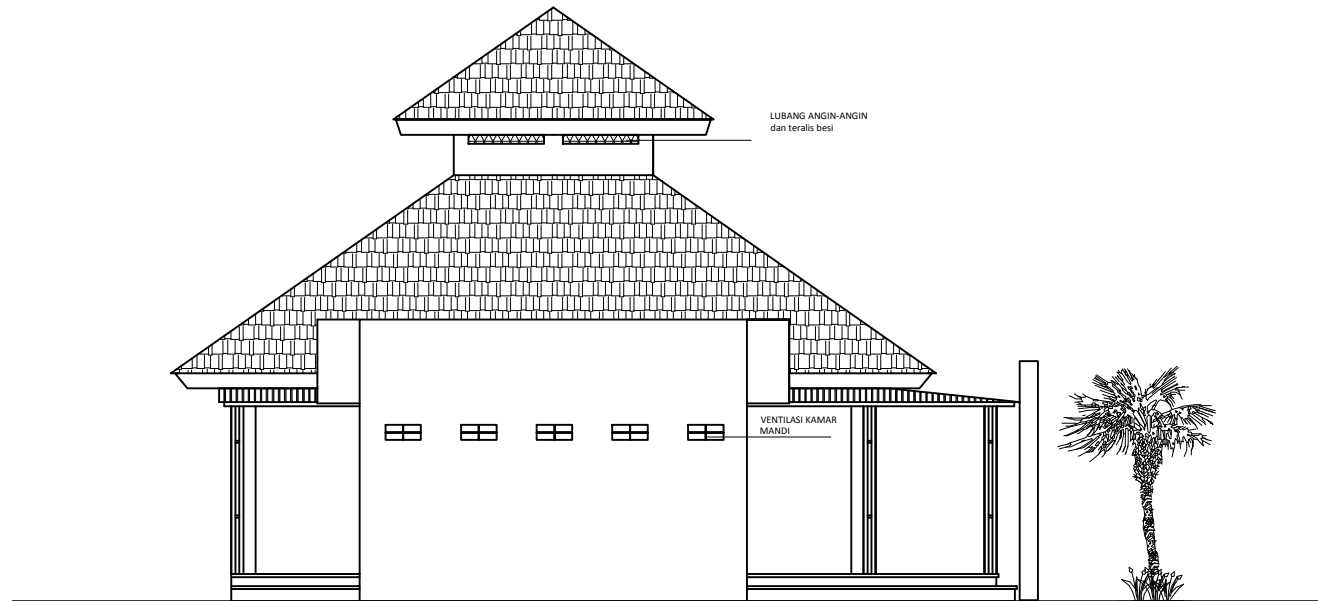 LUBANG ANGIN-ANGIN
dan teralis besi
VENTILASI KAMAR
MANDI